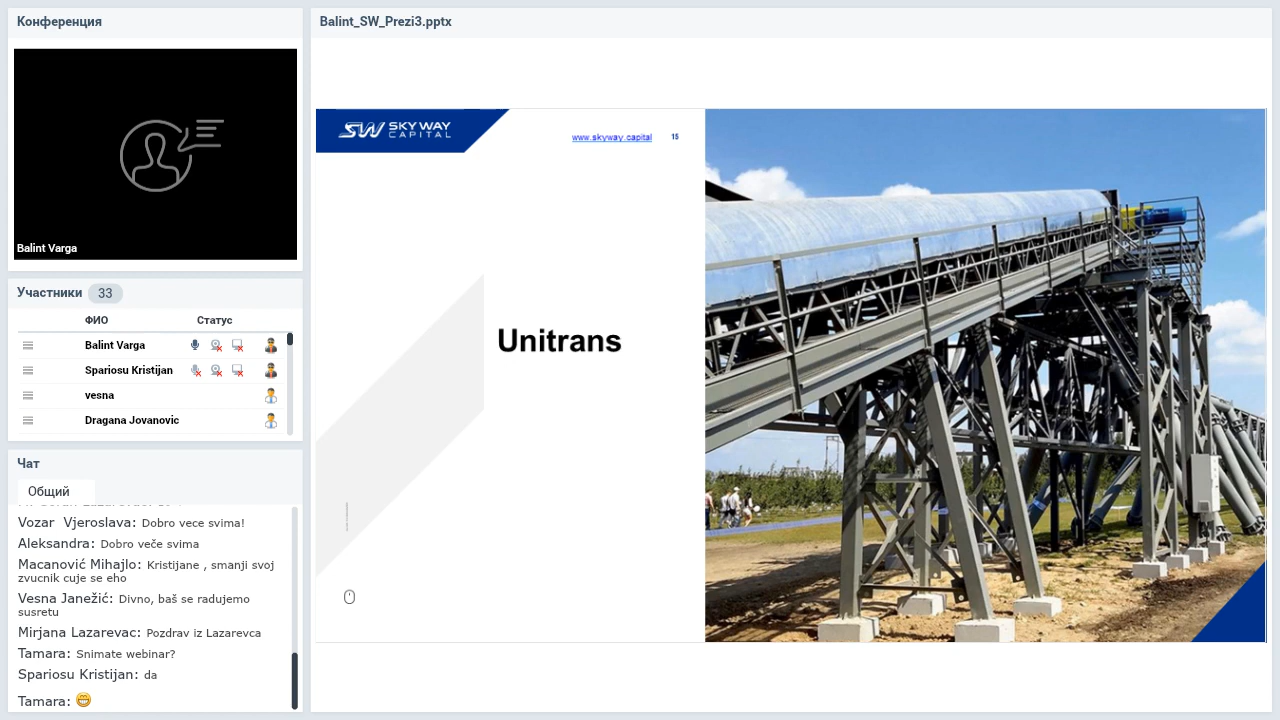 Конференция
Balint Varga
Участники 33
ФИО Статус
Balint Varga
Spariosu Kristijan
vesna
Dragana Jovanovic
Чат
Общий
Vozar Vjeroslava: Dobro vece svima!
Aleksandra: Dobro veče svima
Macanović Mihajlo: Kristijane , smanji svoj
zvucnik cuje se eho
Vesna Janežić: Divno, baš se radujemo
susretu
Mirjana Lazarevac: Pozdrav iz Lazarevca
Tamara: Snimate webinar?
Spariosu Kristijan: da
Tamara: 😁
Balint_SW_Prezi3.pptx
SW SKY WAY
CAPITAL
www.skyway.capital 15
Unitrans